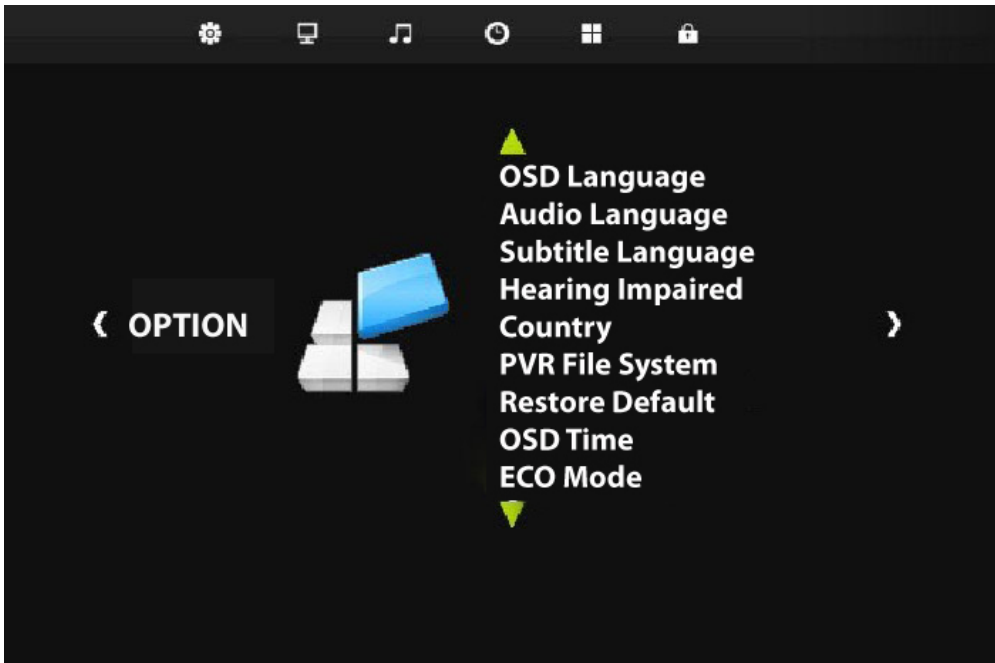 OSD Language
Audio Language
Subtitle Language
Hearing Impaired
OPTION
Country
PVR File System
Restore Default
OSD Time
ECO Mode